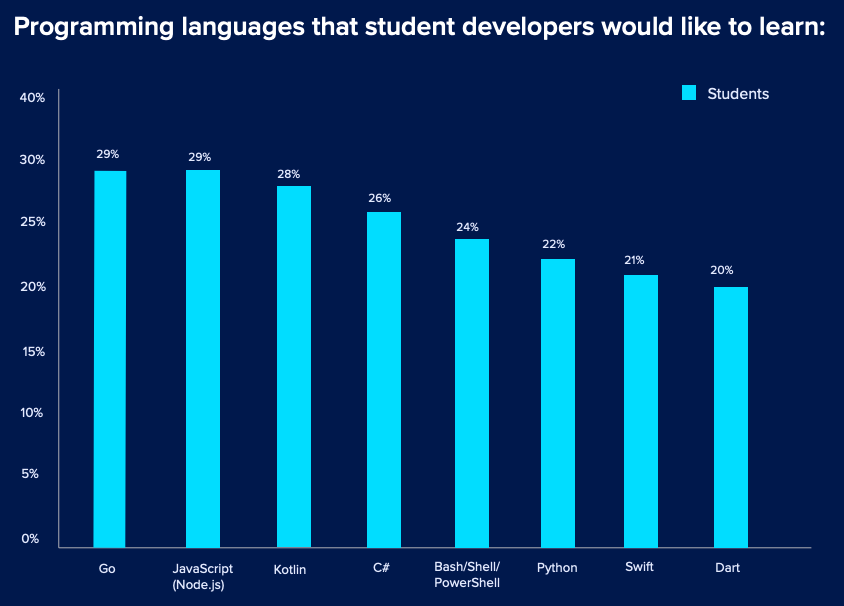 Programming languages that student developers would like to learn:
Students
40%
30%
25%
20%
15%
10%
5%
0%
29%
29%
28%
26%
24%
22%
21%
20%
Go
JavaScript
(Node.js)
Kotlin
C#
Bash/Shell/
PowerShell
Python
Swift
Dart